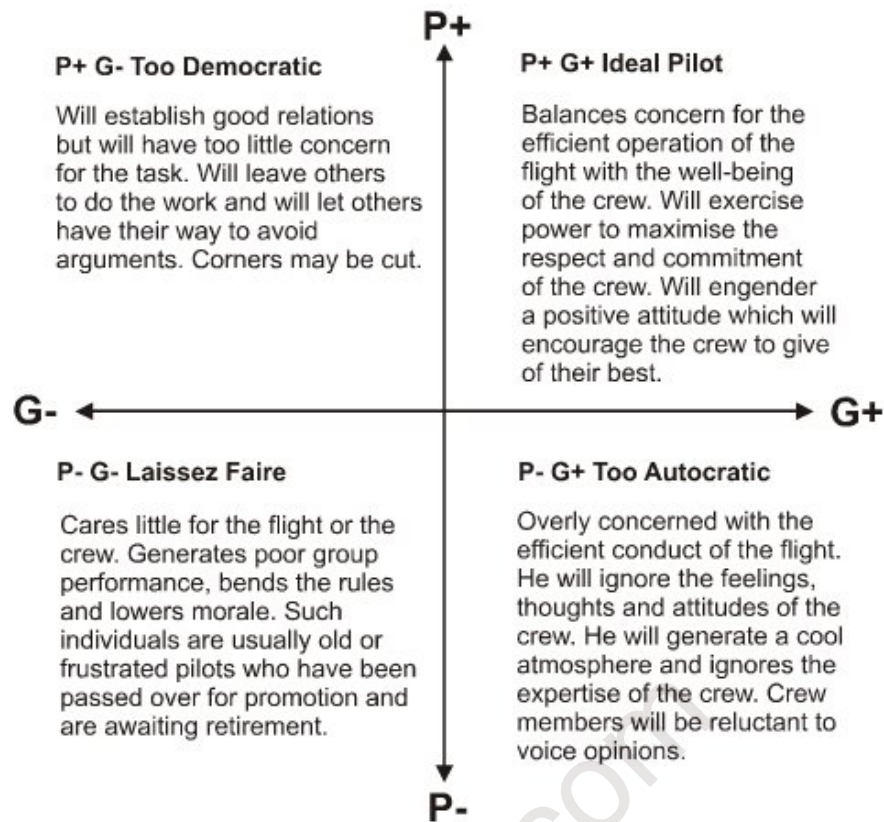 P+
P+ G- Too Democratic
Will establish good relations
but will have too little concern
for the task. Will leave others
to do the work and will let others
have their way to avoid
arguments. Corners may be cut.
P+ G+ Ideal Pilot
Balances concern for the
efficient operation of the
flight with the well-being
of the crew. Will exercise
power to maximise the
respect and commitment
of the crew. Will engender
a positive attitude which will
encourage the crew to give
of their best.
G-
G+
P- G- Laissez Faire
Cares little for the flight or the
crew. Generates poor group
performance, bends the rules
and lowers morale. Such
individuals are usually old or
frustrated pilots who have been
passed over for promotion and
are awaiting retirement.
P- G+ Too Autocratic
Overly concerned with the
efficient conduct of the flight.
He will ignore the feelings,
thoughts and attitudes of the
crew. He will generate a cool
atmosphere and ignores the
expertise of the crew. Crew
members will be reluctant to
voice opinions.
P-
com